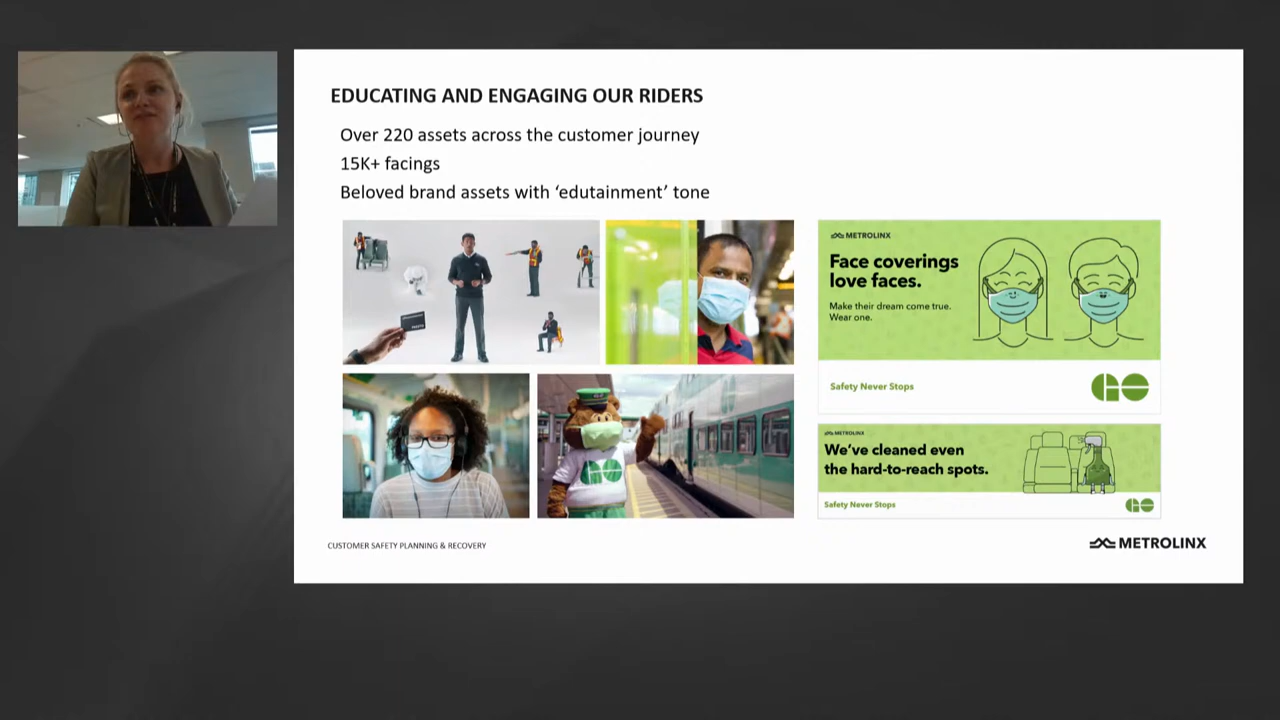 EDUCATING AND ENGAGING OUR RIDERS
Over 220 assets across the customer journey
15K+ facings
Beloved brand assets with ‘edutainment’ tone
METROLINX
Face coverings
love faces.
Make their dream come true.
Wear one.
Safety Never Stops
GO
METROLINX
We’ve cleaned even
the hard-to-reach spots.
Safety Never Stops
GO
CUSTOMER SAFETY PLANNING & RECOVERY
METROLINX